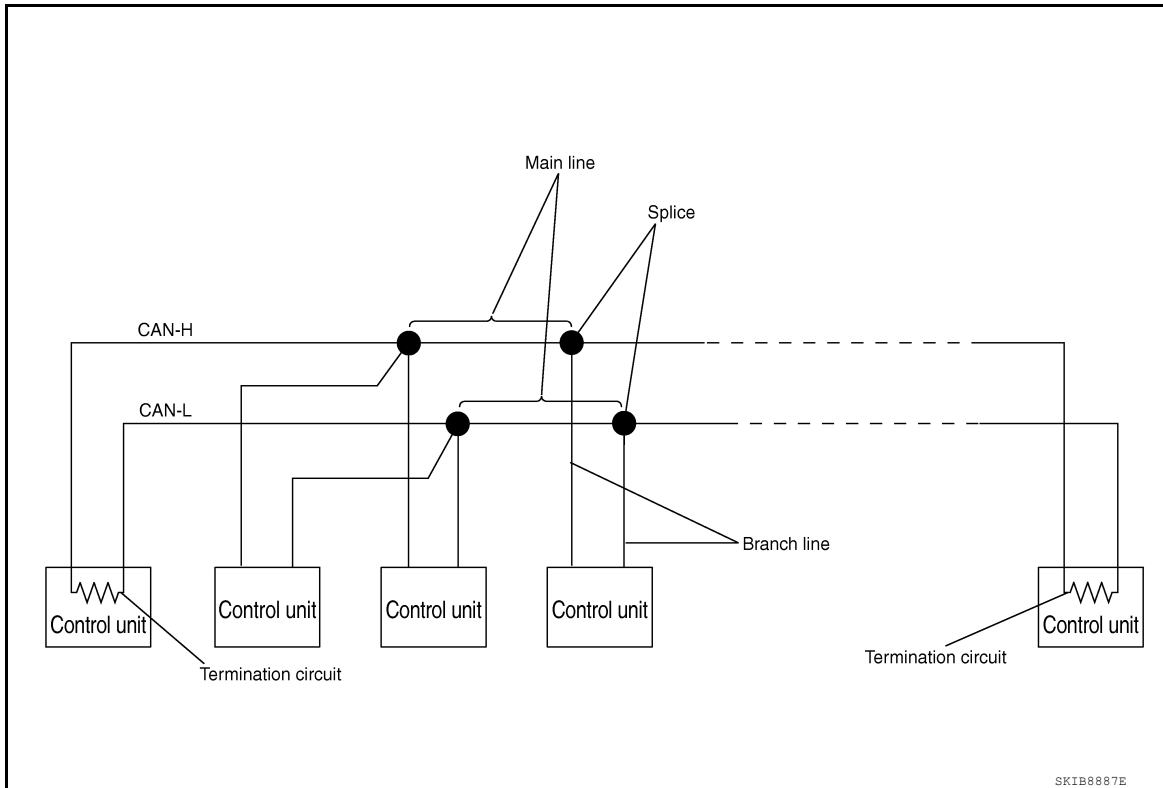 Main line
Splice
CAN-H
CAN-L
Branch line
Control unit
Control unit
Control unit
Control unit
Control unit
Termination circuit
Termination circuit
SKIB8887E